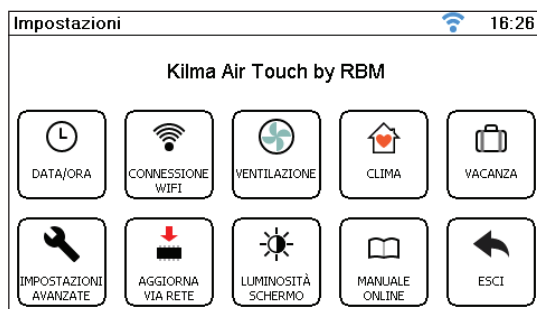 Impostazioni 16:26
Kilma Air Touch by RBM
DATA/ORA
CONNESSIONE
WIFI
VENTILAZIONE
CLIMA
VACANZA
IMPOSTAZIONI
AVANZATE
AGGIORNA
VIA RETE
LUMINOSITÀ
SCHERMO
MANUALE
ONLINE
ESCI